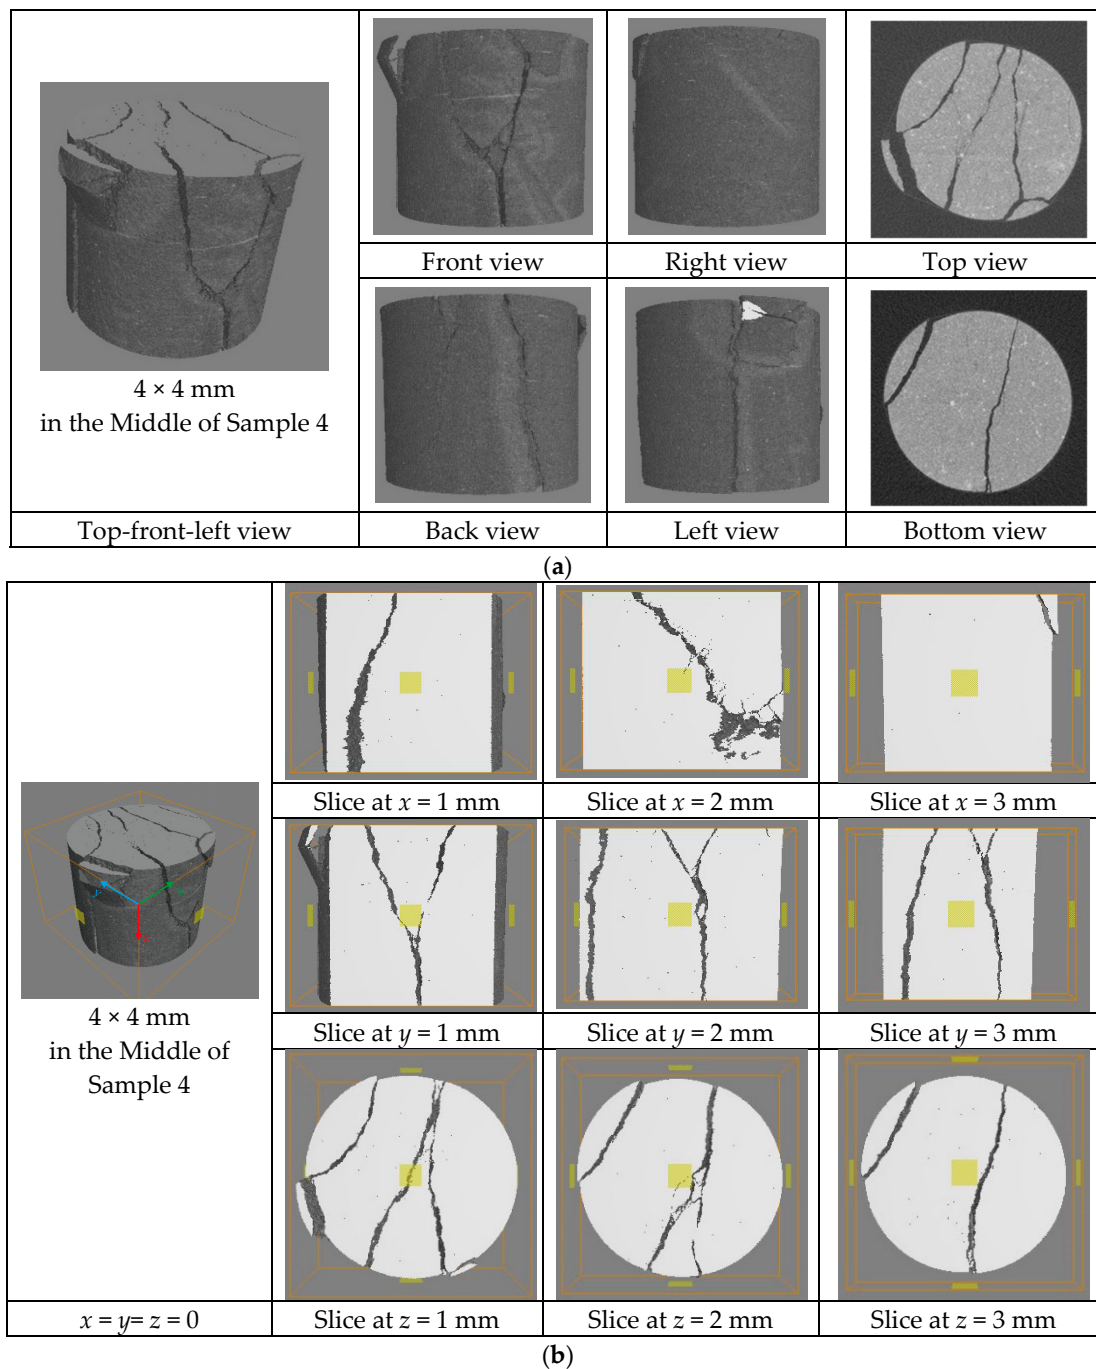 4 × 4 mm
in the Middle of Sample 4
Top-front-left view
Front view
Right view
Top view
Back view
Left view
Bottom view
(a)
4 × 4 mm
in the Middle of
Sample 4
x = y= z = 0
Slice at x = 1 mm
Slice at x = 2 mm
Slice at x = 3 mm
Slice at y = 1 mm
Slice at y = 2 mm
Slice at y = 3 mm
Slice at z = 1 mm
Slice at z = 2 mm
Slice at z = 3 mm
(b)